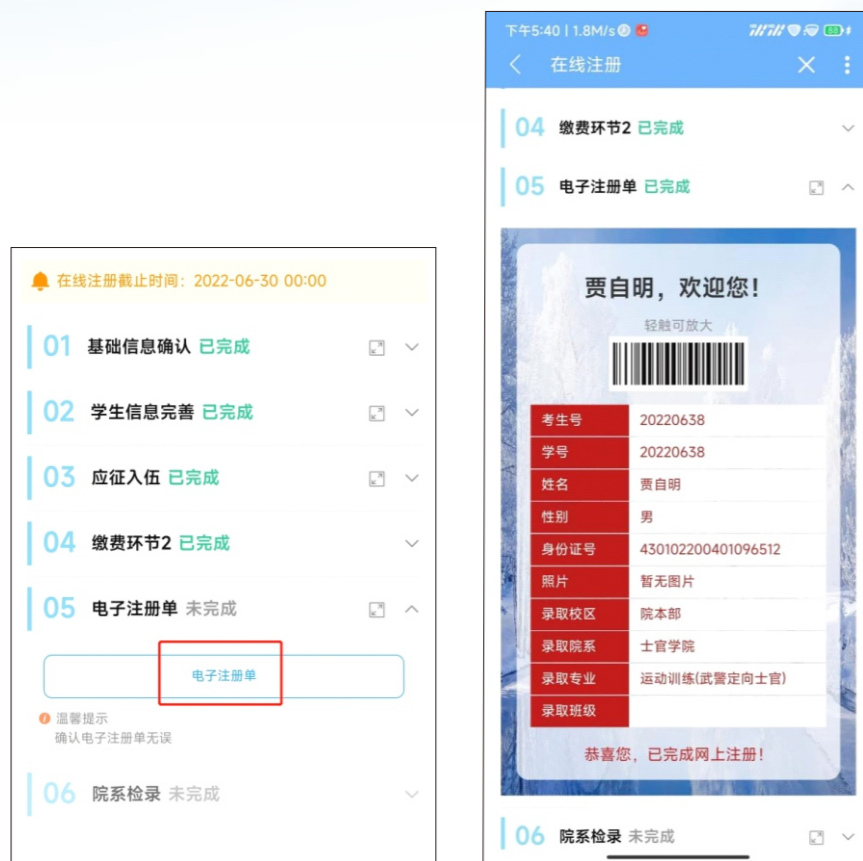 在线注册截止时间：2022-06-30 00:00
01 基础信息确认 已完成
02 学生信息完善 已完成
03 应征入伍 已完成
04 缴费环节2 已完成
05 电子注册单 未完成
电子注册单
温馨提示
确认电子注册单无误
06 院系检录 未完成
下午5:40 | 1.8M/s
在线注册
04 缴费环节2 已完成
05 电子注册单 已完成
贾自明，欢迎您！
轻触可放大
考生号 20220638
学号 20220638
姓名 贾自明
性别 男
身份证号 430102200401096512
照片 暂无图片
录取校区 院本部
录取院系 士官学院
录取专业 运动训练(武警定向士官)
录取班级
恭喜您，已完成网上注册！
06 院系检录 未完成